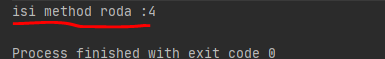 isi method roda :4
Process finished with exit code 0